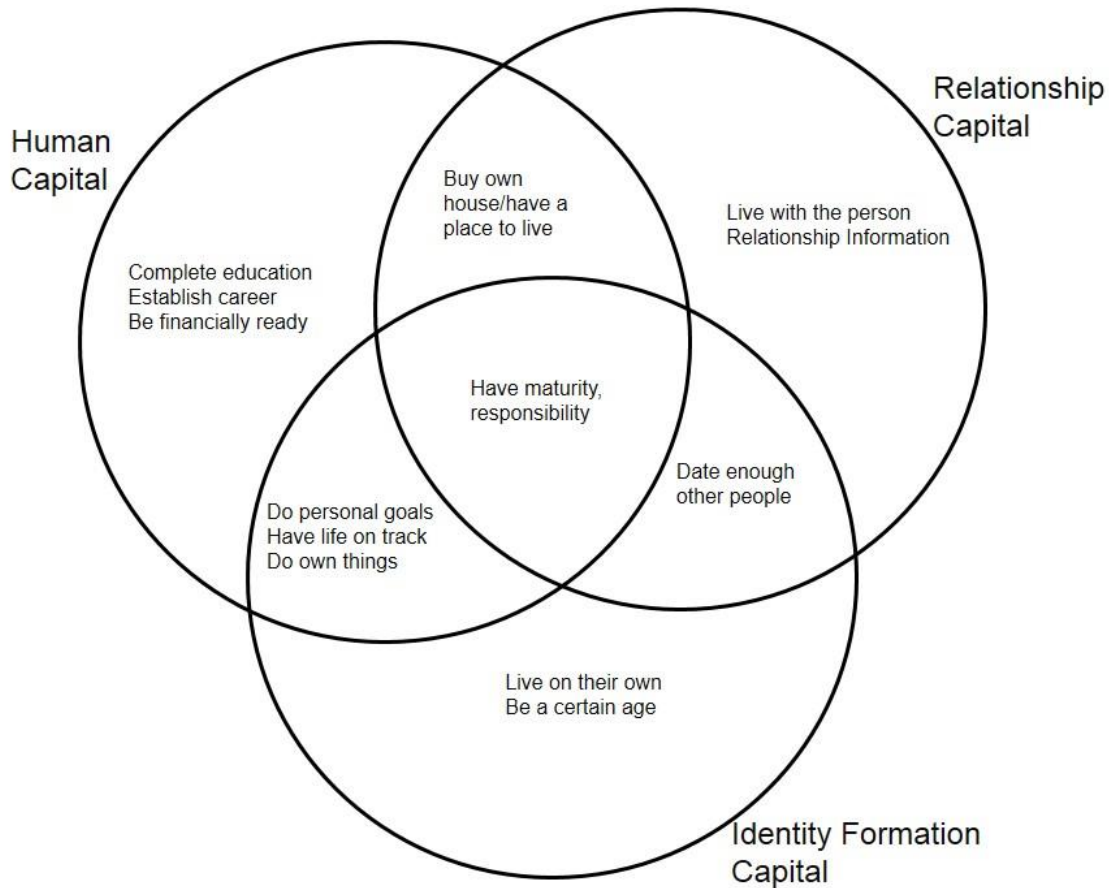 Relationship
Capital
Human
Capital
Buy own
house/have a
place to live
Live with the person
Relationship Information
Complete education
Establish career
Be financially ready
Have maturity,
responsibility
Date enough
other people
Do personal goals
Have life on track
Do own things
Live on their own
Be a certain age
Identity Formation
Capital